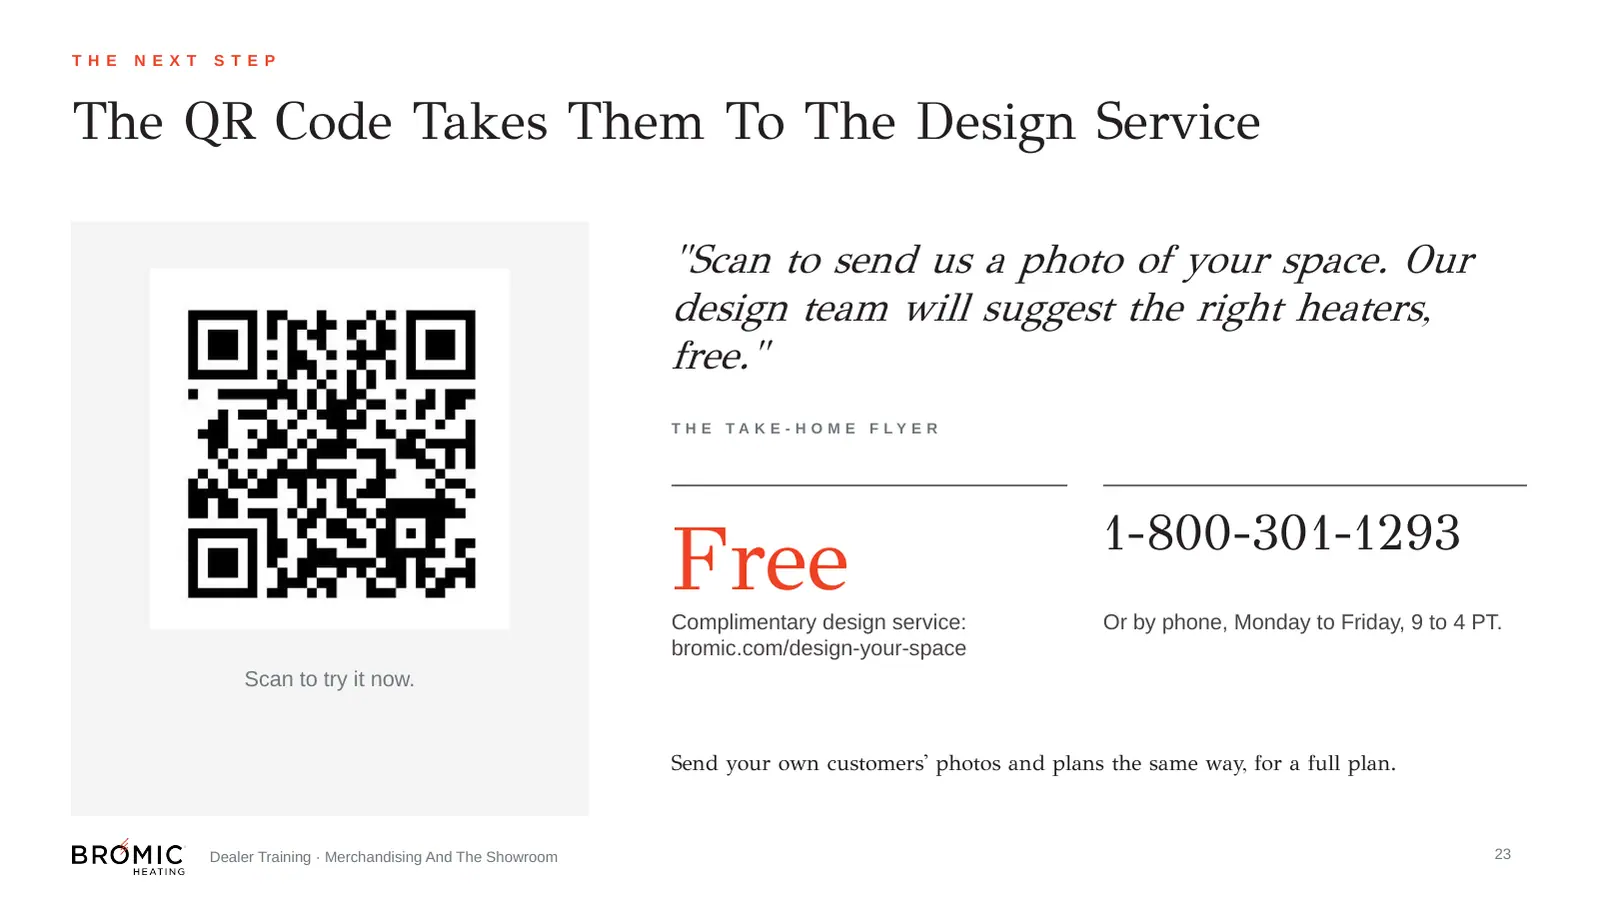 THE NEXT STEP
The QR Code Takes Them To The Design Service
"Scan to send us a photo of your space. Our
design team will suggest the right heaters,
free."
THE TAKE-HOME FLYER
Free
Complimentary design service:
bromic.com/design-your-space
1-800-301-1293
Or by phone, Monday to Friday, 9 to 4 PT.
Scan to try it now.
Send your own customers’ photos and plans the same way, for a full plan.
BROMIC
HEATING
Dealer Training · Merchandising And The Showroom
23